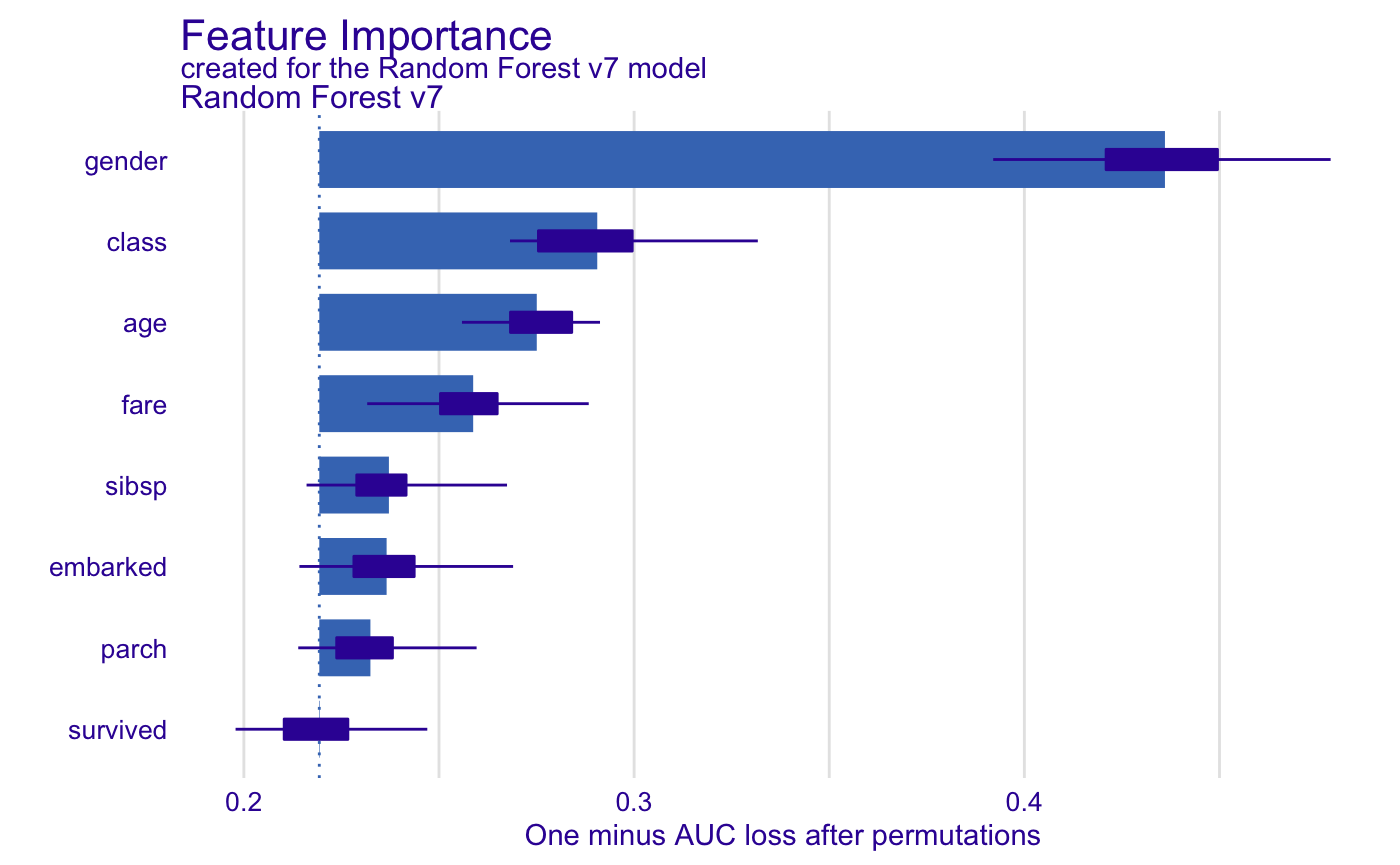 Feature Importance
created for the Random Forest v7 model
Random Forest v7
gender
class
age
fare
sibsp
embarked
parch
survived
0.2 0.3 0.4
One minus AUC loss after permutations